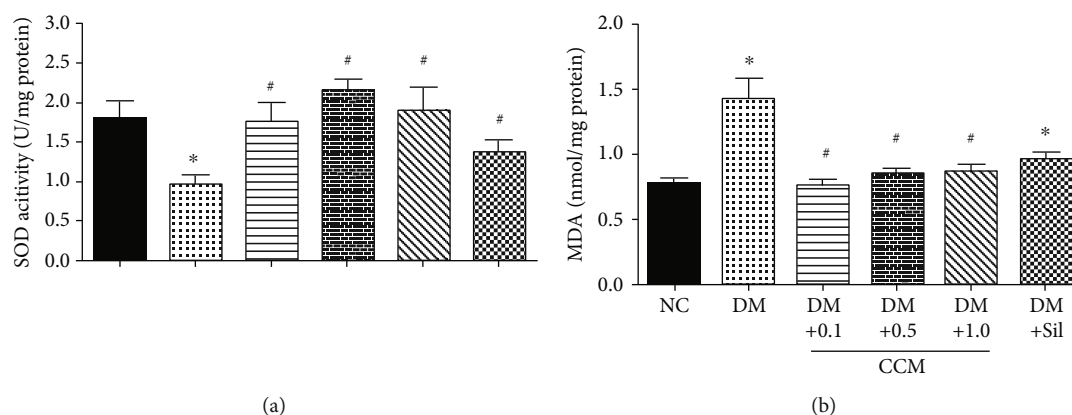 SOD acitivity (U/mg protein)
3.0
2.5
2.0
1.5
1.0
0.5
0.0
#
#
#
#
*
(a)
MDA (nmol/mg protein)
2.0
1.5
1.0
0.5
0.0
*
#
#
#
*
NC
DM
DM
+0.1
DM
+0.5
DM
+1.0
DM
+Sil
CCM
(b)